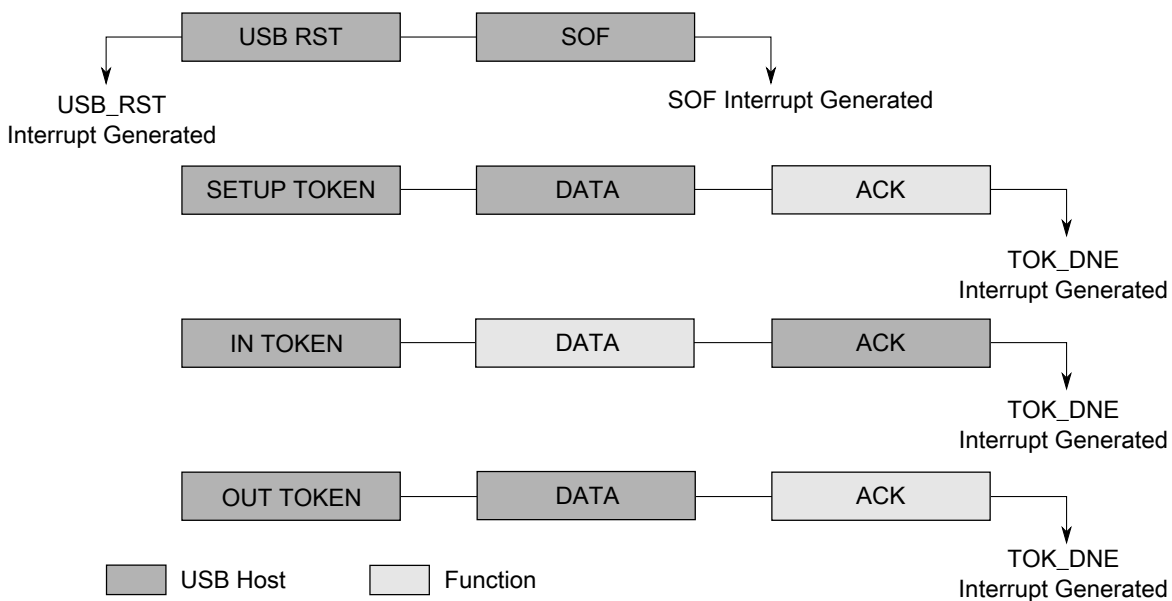 USB RST
SOF
USB_RST
Interrupt Generated
SOF Interrupt Generated
SETUP TOKEN
DATA
ACK
TOK_DNE
Interrupt Generated
IN TOKEN
DATA
ACK
TOK_DNE
Interrupt Generated
OUT TOKEN
DATA
ACK
TOK_DNE
Interrupt Generated
USB Host
Function